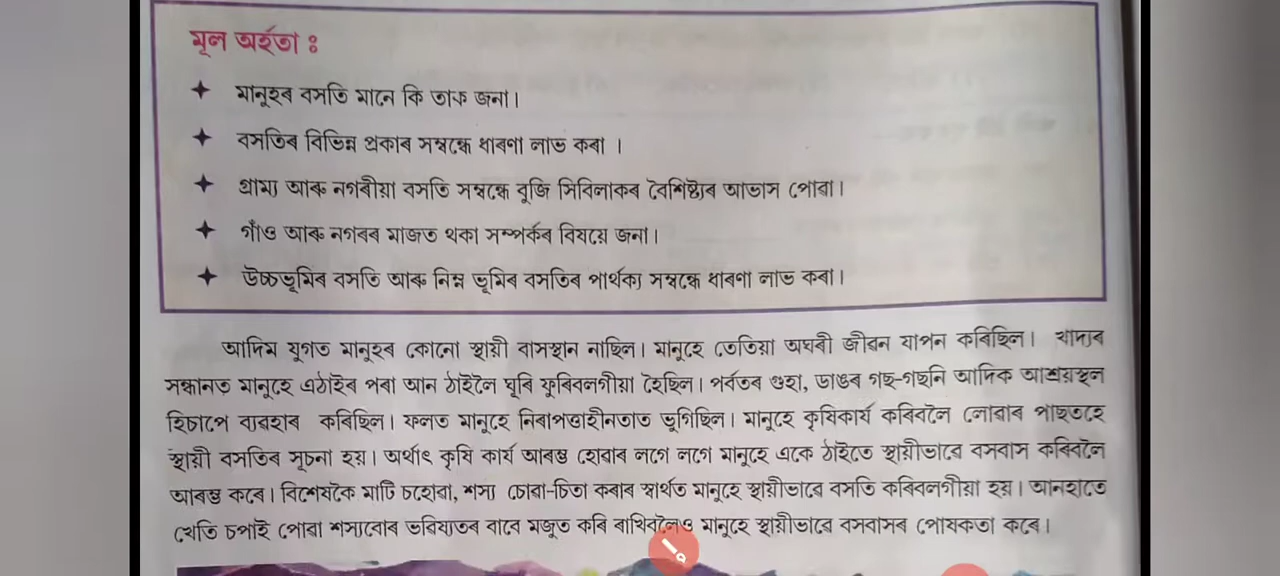 মূল অৰ্হতা ঃ
✦ মানুহৰ বসতি মানে কি তাক জনা।
✦ বসতিৰ বিভিন্ন প্ৰকাৰ সম্বন্ধে ধাৰণা লাভ কৰা ।
✦ গ্ৰাম্য আৰু নগৰীয়া বসতি সম্বন্ধে বুজি সিবিলাকৰ বৈশিষ্ট্যৰ আভাস পোৱা।
✦ গাঁও আৰু নগৰৰ মাজত থকা সম্পৰ্কৰ বিষয়ে জনা।
✦ উচ্চভূমিৰ বসতি আৰু নিম্ন ভূমিৰ বসতিৰ পাৰ্থক্য সম্বন্ধে ধাৰণা লাভ কৰা।
আদিম যুগত মানুহৰ কোনো স্থায়ী বাসস্থান নাছিল। মানুহে তেতিয়া অঘৰী জীৱন যাপন কৰিছিল। খাদ্যৰ
সন্ধানত মানুহে এঠাইৰ পৰা আন ঠাইলৈ ঘূৰি ফুৰিবলগীয়া হৈছিল। পৰ্বতৰ গুহা, ডাঙৰ গছ-গছনি আদিক আশ্ৰয়স্থল
হিচাপে ব্যৱহাৰ কৰিছিল। ফলত মানুহে নিৰাপত্তাহীনতাত ভুগিছিল। মানুহে কৃষিকাৰ্য কৰিবলৈ লোৱাৰ পাছতহে
স্থায়ী বসতিৰ সূচনা হয়। অৰ্থাৎ কৃষি কাৰ্য আৰম্ভ হোৱাৰ লগে লগে মানুহে একে ঠাইতে স্থায়ীভাৱে বসবাস কৰিবলৈ
আৰম্ভ কৰে। বিশেষকৈ মাটি চহোৱা, শস্য চোৱা-চিতা কৰাৰ স্বাৰ্থত মানুহে স্থায়ীভাৱে বসতি কৰিবলগীয়া হয়। আনহাতে
খেতি চপাই পোৱা শস্যবোৰ ভৱিষ্যতৰ বাবে মজুত কৰি ৰাখিবলৈও মানুহে স্থায়ীভাৱে বসবাসৰ পোষকতা কৰে।